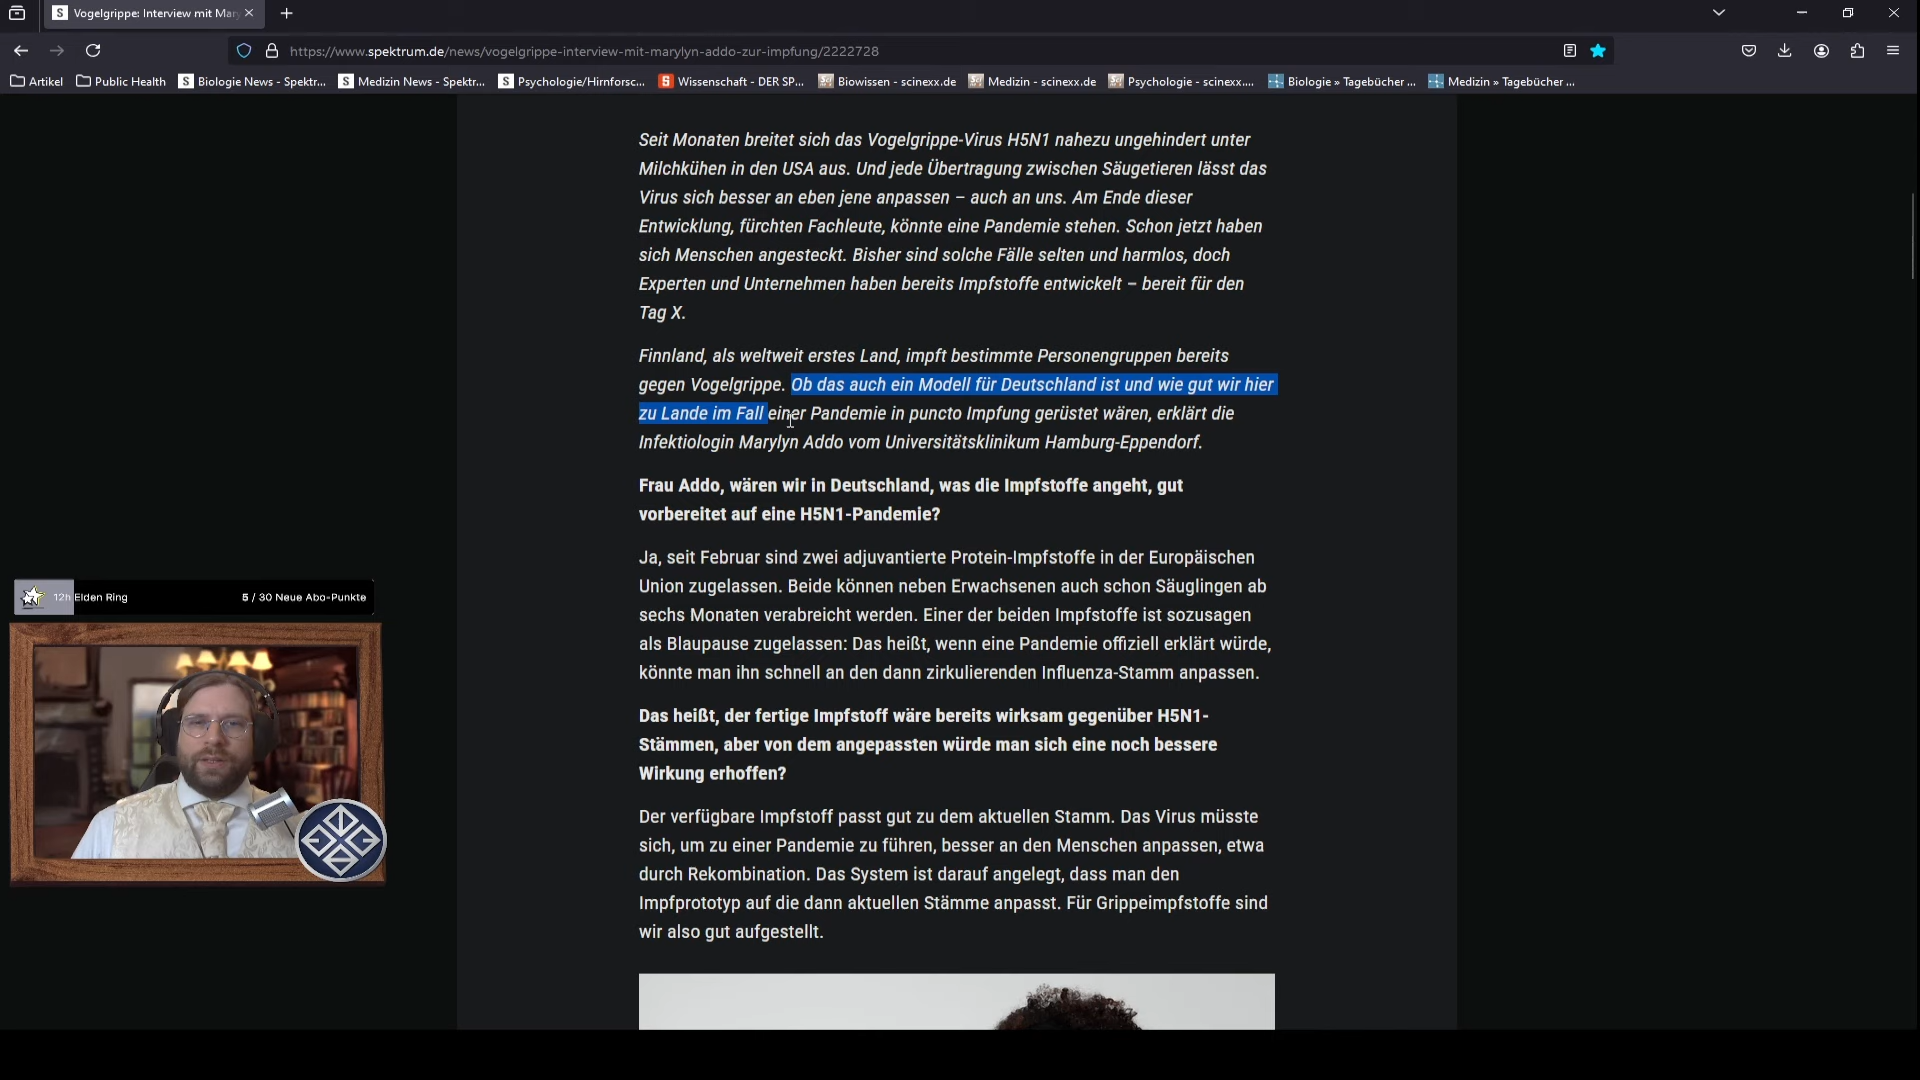 Vogelgrippe: Interview mit Mar
https://www.spektrum.de/news/vogelgrippe-interview-mit-marylyn-addo-zur-impfung/2222728
Artikel
Public Health
Biologie News - Spektr...
Medizin News - Spektr...
Psychologie/Hirnforsc...
Wissenschaft - DER SP...
Biowissen - scinexx.de
Medizin - scinexx.de
Psychologie - scinexx....
Biologie » Tagebücher ...
Medizin » Tagebücher ...
Seit Monaten breitet sich das Vogelgrippe-Virus H5N1 nahezu ungehindert unter
Milchkühen in den USA aus. Und jede Übertragung zwischen Säugetieren lässt das
Virus sich besser an eben jene anpassen – auch an uns. Am Ende dieser
Entwicklung, fürchten Fachleute, könnte eine Pandemie stehen. Schon jetzt haben
sich Menschen angesteckt. Bisher sind solche Fälle selten und harmlos, doch
Experten und Unternehmen haben bereits Impfstoffe entwickelt – bereit für den
Tag X.
Finnland, als weltweit erstes Land, impft bestimmte Personengruppen bereits
gegen Vogelgrippe. Ob das auch ein Modell für Deutschland ist und wie gut wir hier
zu Lande im Fall einer Pandemie in puncto Impfung gerüstet wären, erklärt die
Infektiologin Marylyn Addo vom Universitätsklinikum Hamburg-Eppendorf.
Frau Addo, wären wir in Deutschland, was die Impfstoffe angeht, gut
vorbereitet auf eine H5N1-Pandemie?
Ja, seit Februar sind zwei adjuvantierte Protein-Impfstoffe in der Europäischen
Union zugelassen. Beide können neben Erwachsenen auch schon Säuglingen ab
sechs Monaten verabreicht werden. Einer der beiden Impfstoffe ist sozusagen
als Blaupause zugelassen: Das heißt, wenn eine Pandemie offiziell erklärt würde,
könnte man ihn schnell an den dann zirkulierenden Influenza-Stamm anpassen.
Das heißt, der fertige Impfstoff wäre bereits wirksam gegenüber H5N1-
Stämmen, aber von dem angepassten würde man sich eine noch bessere
Wirkung erhoffen?
Der verfügbare Impfstoff passt gut zu dem aktuellen Stamm. Das Virus müsste
sich, um zu einer Pandemie zu führen, besser an den Menschen anpassen, etwa
durch Rekombination. Das System ist darauf angelegt, dass man den
Impfprototyp auf die dann aktuellen Stämme anpasst. Für Grippeimpfstoffe sind
wir also gut aufgestellt.
12h Elden Ring
5 / 30 Neue Abo-Punkte